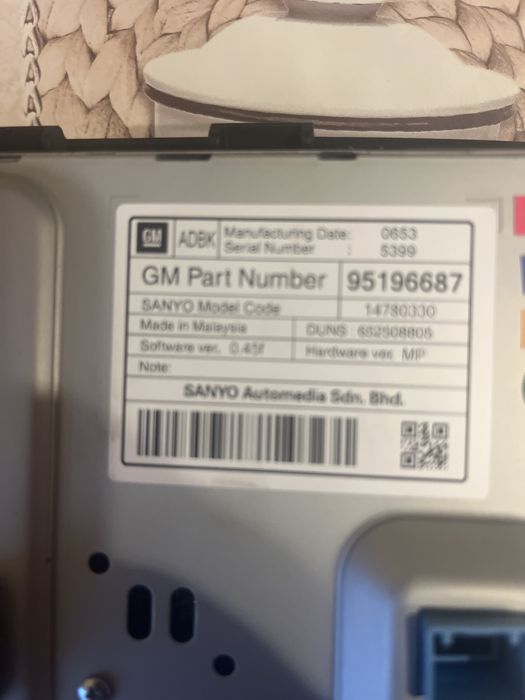 GM ADBK Manufacturing Date: 0653
Serial Number : 5399
GM Part Number 95196687
SANYO Model Code 14780330
Made in Malaysia DUNS : 652508805
Software ver. 0.45f Hardware ver. MP
Note:
SANYO Automedia Sdn. Bhd.